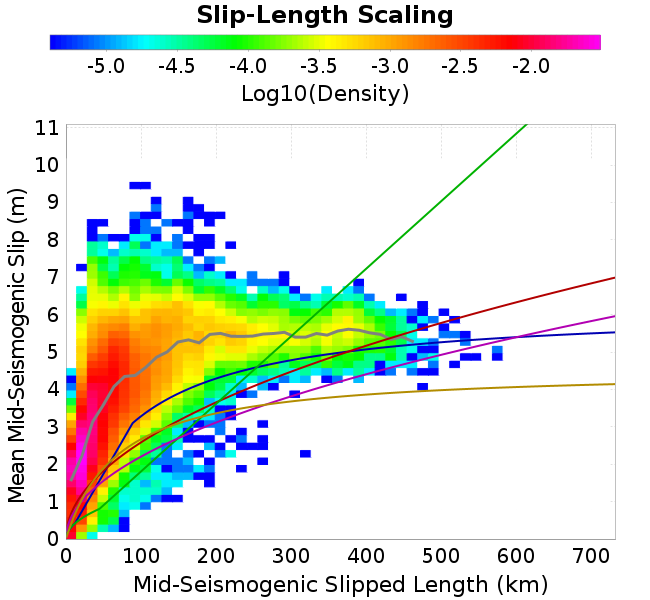 Slip-Length Scaling
-5.0 -4.5 -4.0 -3.5 -3.0 -2.5 -2.0
Log10(Density)
Mean Mid-Seismogenic Slip (m)
11
10
9
8
7
6
5
4
3
2
1
0
0 100 200 300 400 500 600 700
Mid-Seismogenic Slipped Length (km)